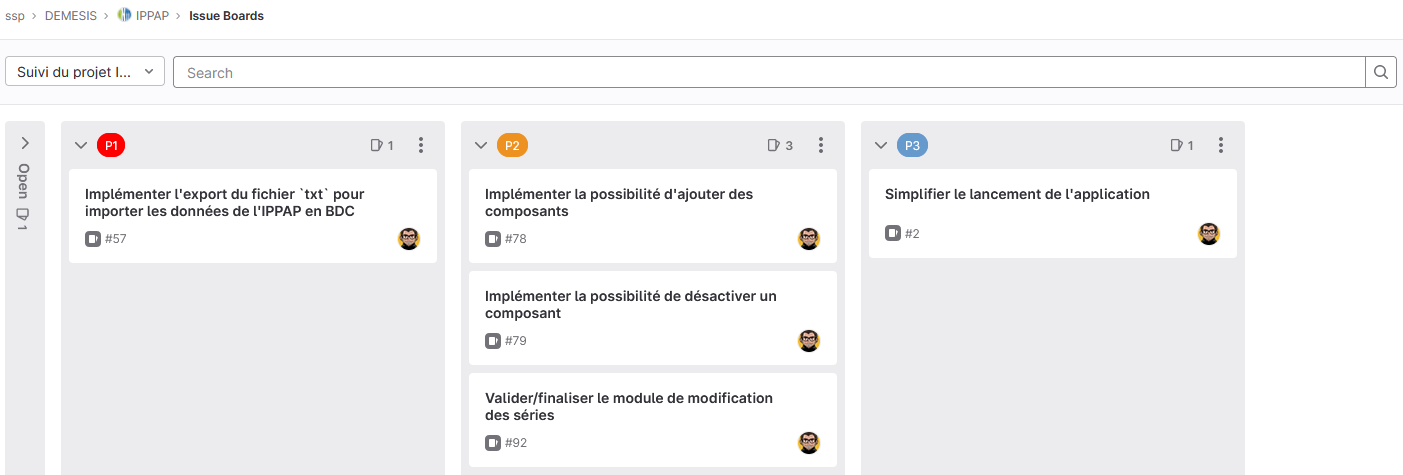 ssp > DEMESIS > IPPAP > Issue Boards
Suivi du projet I...
Search
Open
1
P1
1
Implémenter l'export du fichier `txt` pour
importer les données de l'IPPAP en BDC
#57
P2
3
Implémenter la possibilité d'ajouter des
composants
#78
Implémenter la possibilité de désactiver un
composant
#79
Valider/finaliser le module de modification
des séries
#92
P3
1
Simplifier le lancement de l'application
#2